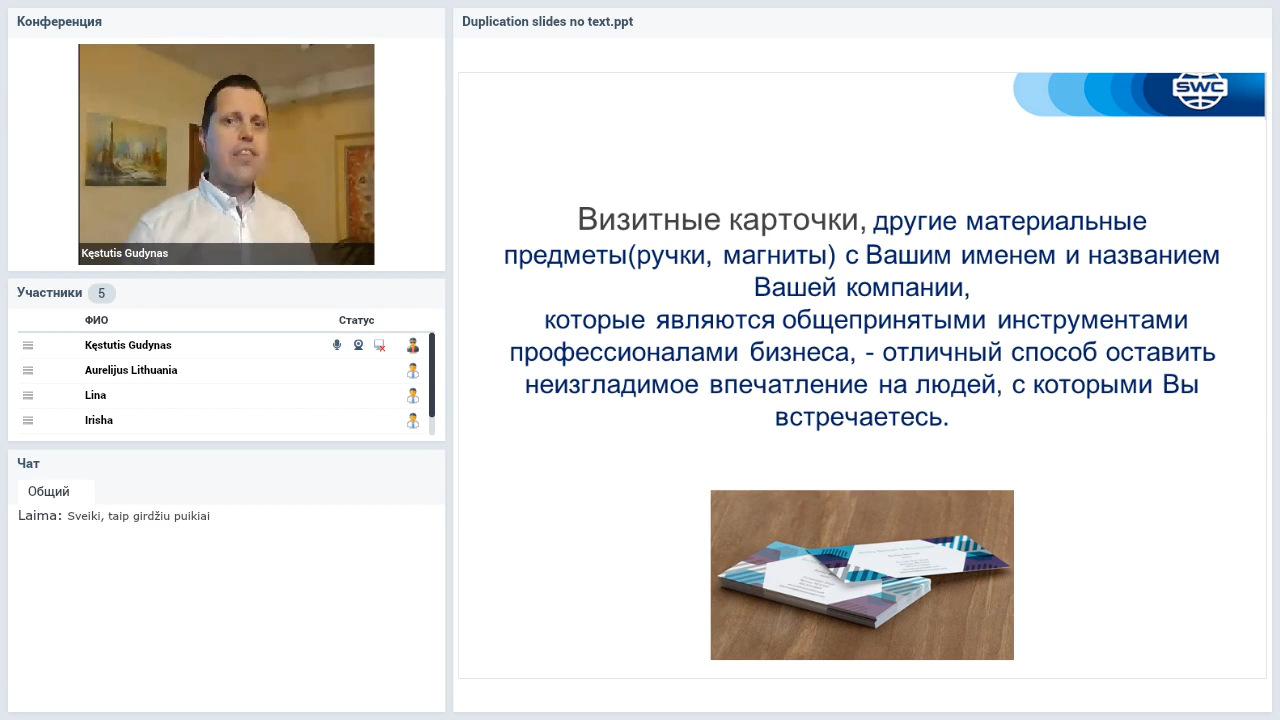 Конференция
Kęstutis Gudynas
Участники 5
ФИО Статус
Kęstutis Gudynas
Aurelijus Lithuania
Lina
Irisha
Чат
Общий
Laima: Sveiki, taip girdžiu puikiai
Duplication slides no text.ppt
SWC
Визитные карточки, другие материальные
предметы(ручки, магниты) с Вашим именем и названием
Вашей компании,
которые являются общепринятыми инструментами
профессионалами бизнеса, - отличный способ оставить
неизгладимое впечатление на людей, с которыми Вы
встречаетесь.